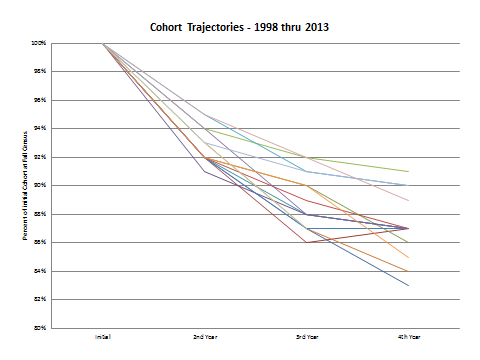 Cohort Trajectories - 1998 thru 2013
Percent of Initial Cohort at Fall Census
100%
98%
96%
94%
92%
90%
88%
86%
84%
82%
80%
Initial
2nd Year
3rd Year
4th Year